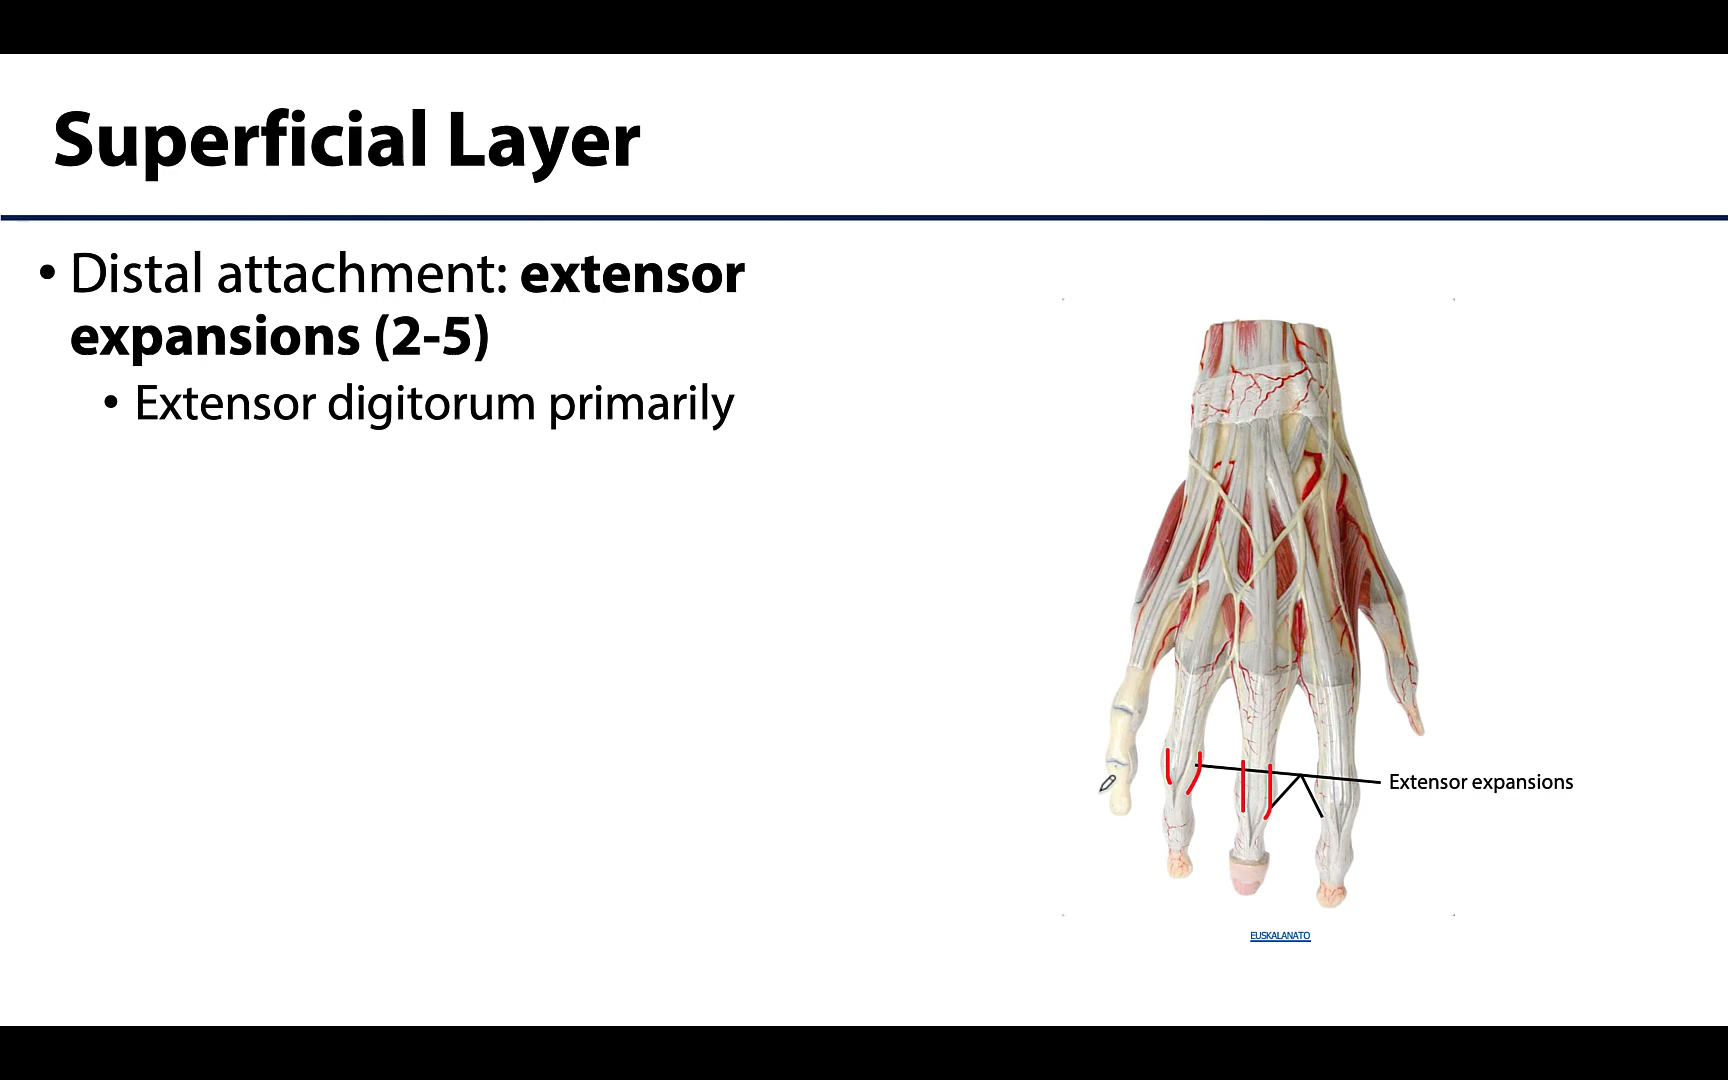 Superficial Layer
• Distal attachment: extensor
expansions (2-5)
• Extensor digitorum primarily
Extensor expansions
EUSKALANATO